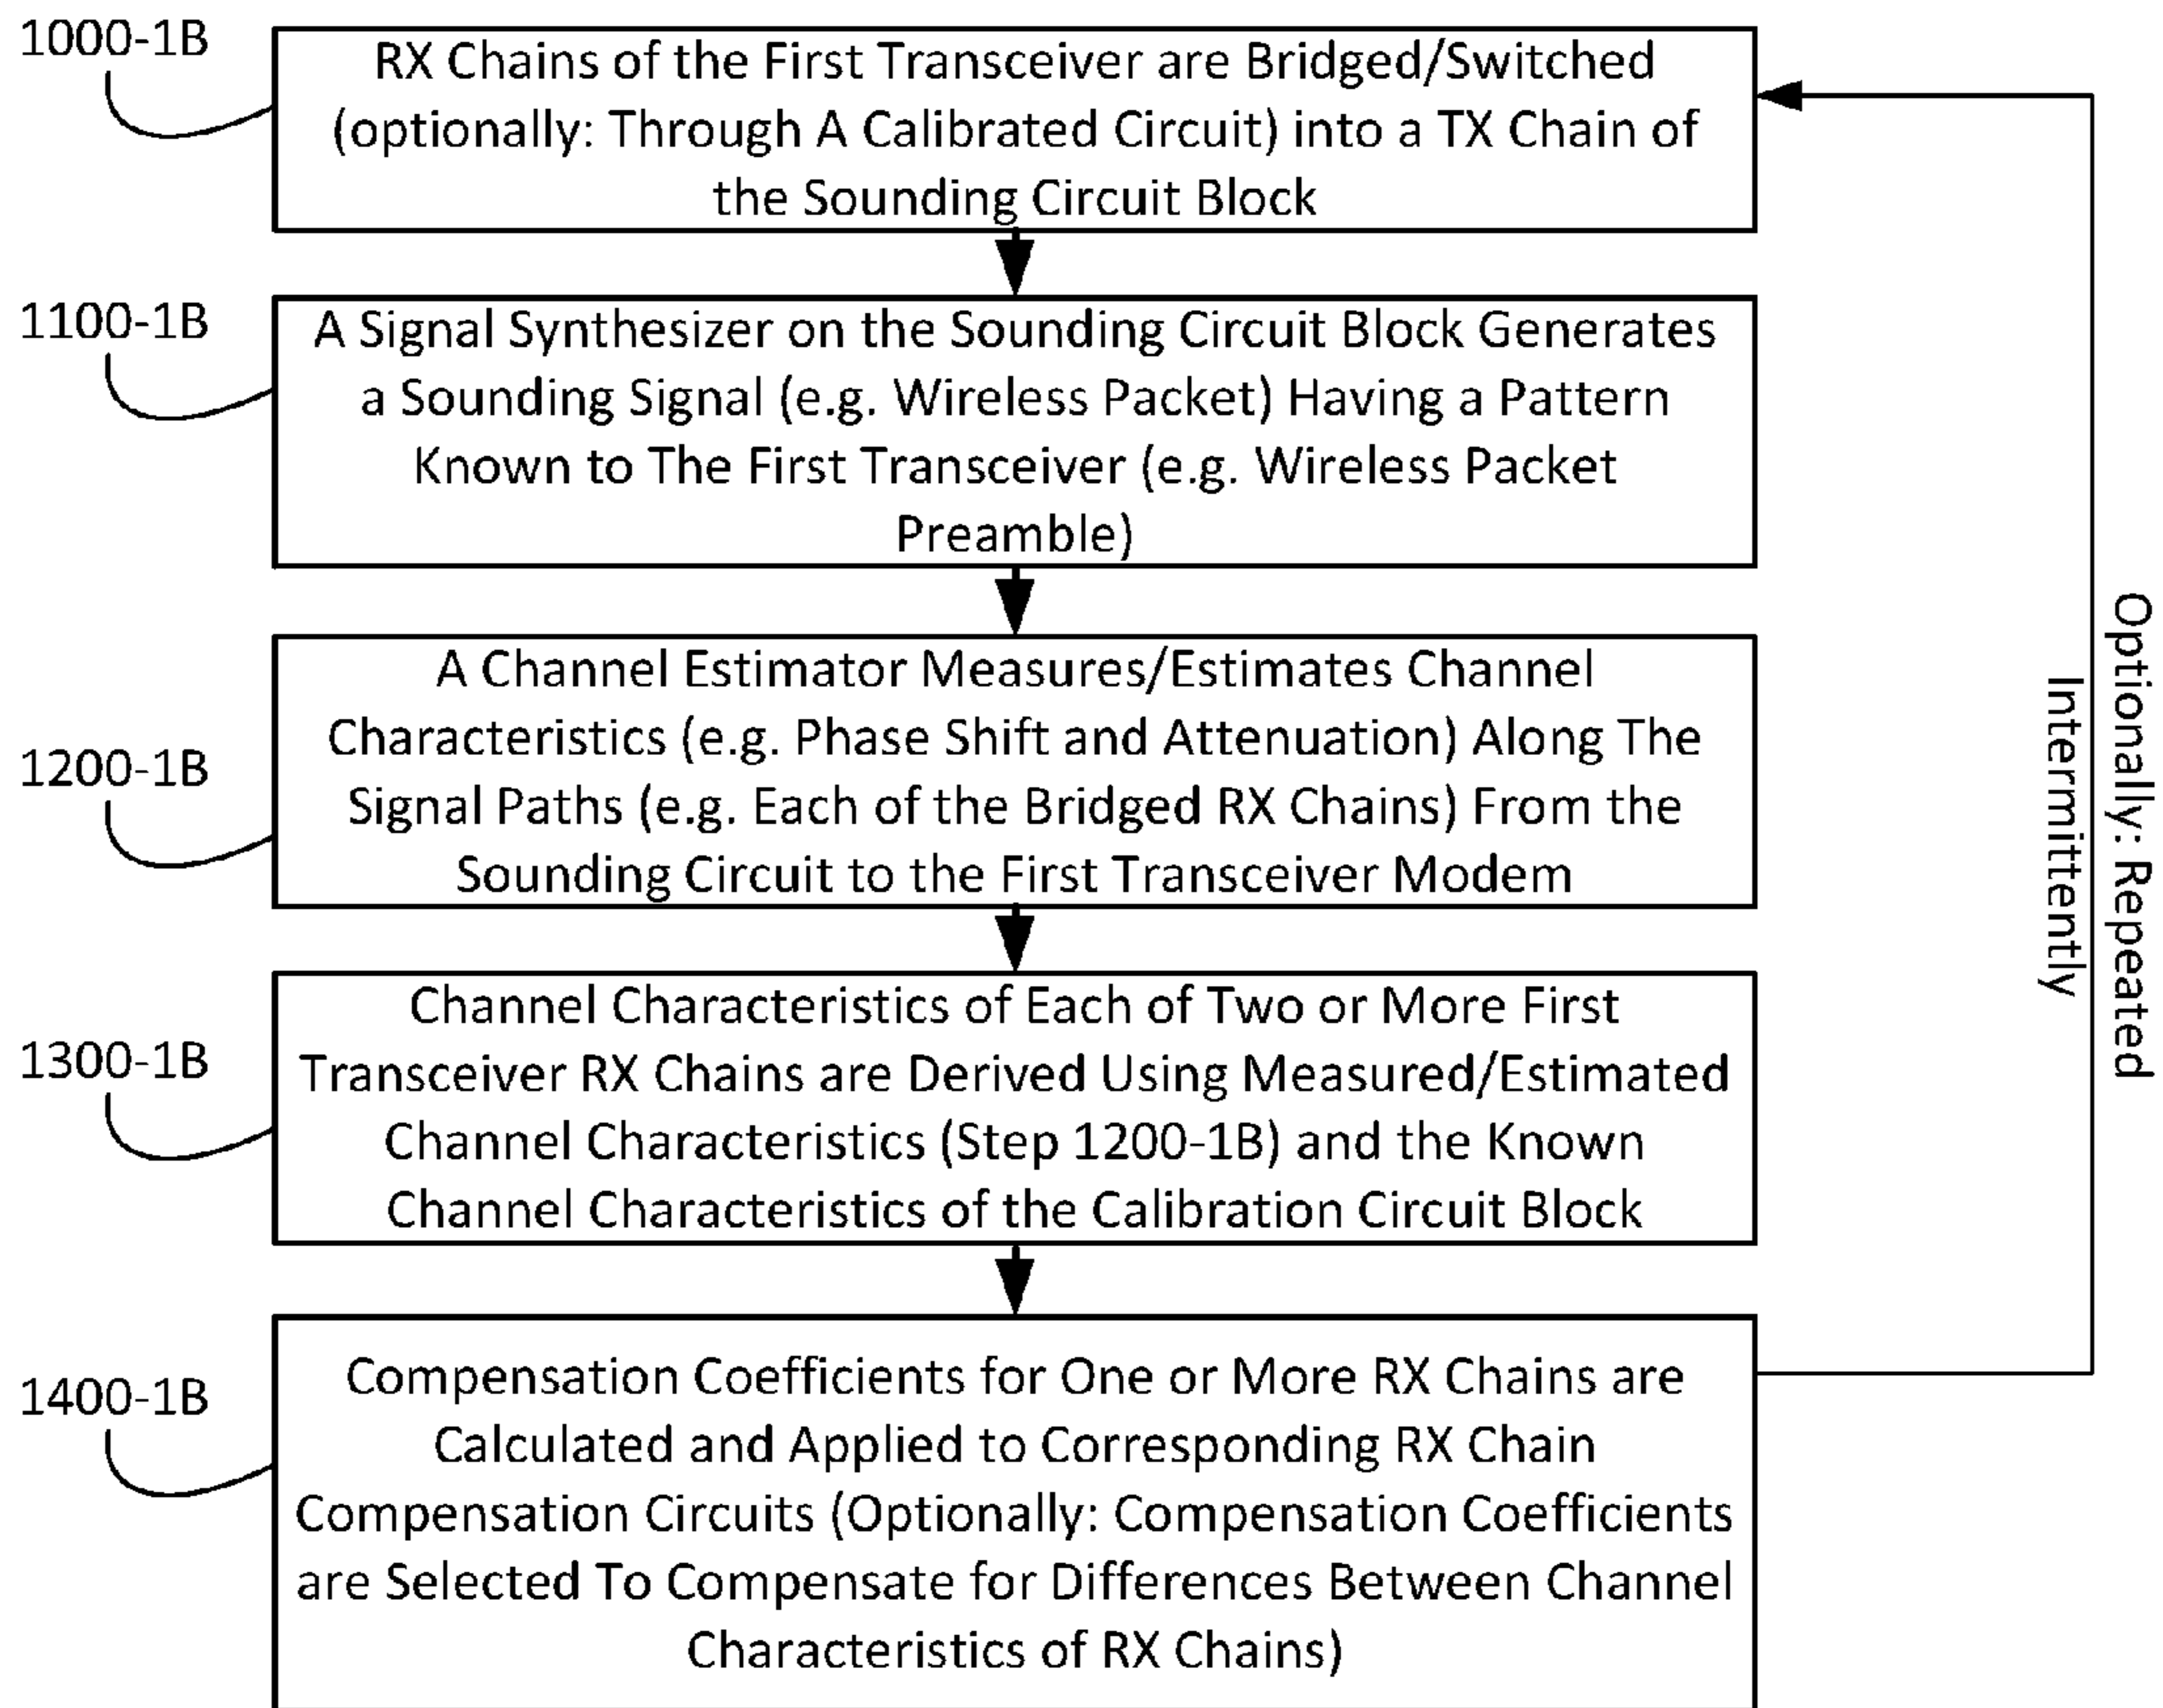 1000-1B
RX Chains of the First Transceiver are Bridged/Switched
(optionally: Through A Calibrated Circuit) into a TX Chain of
the Sounding Circuit Block
1100-1B
A Signal Synthesizer on the Sounding Circuit Block Generates
a Sounding Signal (e.g. Wireless Packet) Having a Pattern
Known to The First Transceiver (e.g. Wireless Packet
Preamble)
1200-1B
A Channel Estimator Measures/Estimates Channel
Characteristics (e.g. Phase Shift and Attenuation) Along The
Signal Paths (e.g. Each of the Bridged RX Chains) From the
Sounding Circuit to the First Transceiver Modem
1300-1B
Channel Characteristics of Each of Two or More First
Transceiver RX Chains are Derived Using Measured/Estimated
Channel Characteristics (Step 1200-1B) and the Known
Channel Characteristics of the Calibration Circuit Block
1400-1B
Compensation Coefficients for One or More RX Chains are
Calculated and Applied to Corresponding RX Chain
Compensation Circuits (Optionally: Compensation Coefficients
are Selected To Compensate for Differences Between Channel
Characteristics of RX Chains)
Optionally: Repeated
Intermittently